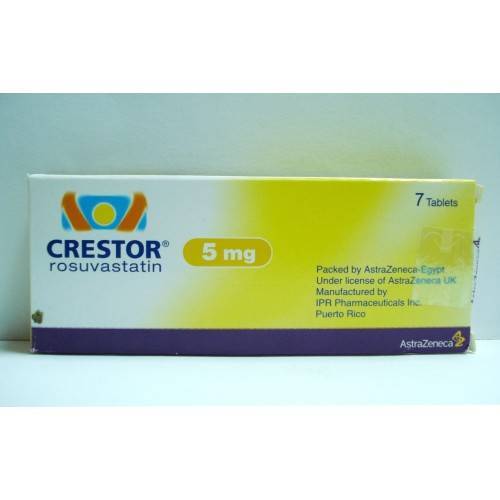 7 Tablets
CRESTOR®
rosuvastatin
5 mg
Packed by AstraZeneca-Egypt
Under license of AstraZeneca UK
Manufactured by
IPR Pharmaceuticals Inc.
Puerto Rico
AstraZeneca